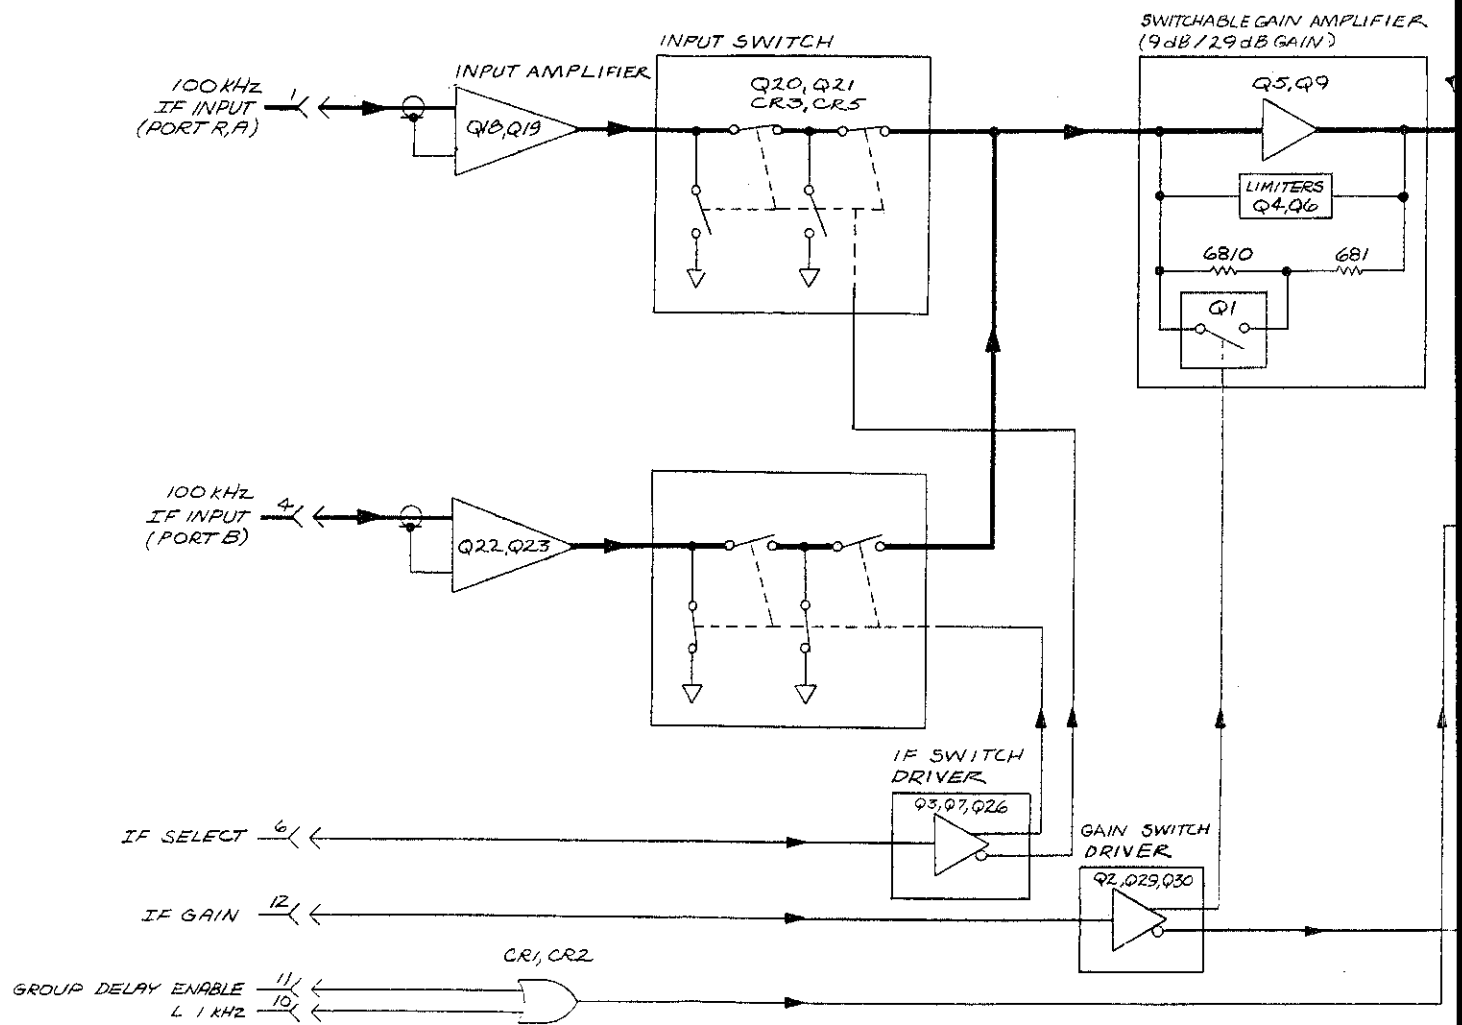 SWITCHABLE GAIN AMPLIFIER
(9dB/29dB GAIN)
INPUT SWITCH
INPUT AMPLIFIER
100 KHz
IF INPUT
(PORT R,A)
1
Q18,Q19
Q20, Q21
CR3, CR5
Q5, Q9
LIMITERS
Q4,Q6
6810
681
Q1
100 KHz
IF INPUT
(PORT B)
4
Q22,Q23
IF SWITCH
DRIVER
Q3,Q7,Q26
IF SELECT
6
GAIN SWITCH
DRIVER
Q2,Q29,Q30
IF GAIN
12
CR1, CR2
GROUP DELAY ENABLE
11
L 1 KHz
10